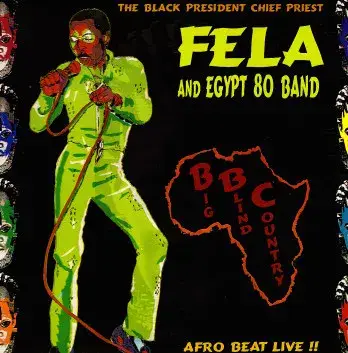 THE BLACK PRESIDENT CHIEF PRIEST
FELA
AND EGYPT 80 BAND
BIG
BLIND
COUNTRY
AFRO BEAT LIVE !!